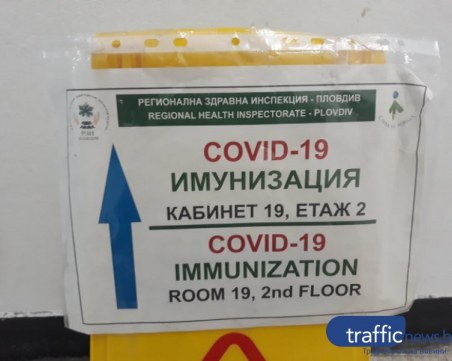 РЕГИОНАЛНА ЗДРАВНА ИНСПЕКЦИЯ - ПЛОВДИВ
REGIONAL HEALTH INSPECTORATE - PLOVDIV
COVID-19
ИМУНИЗАЦИЯ
КАБИНЕТ 19, ЕТАЖ 2
COVID-19
IMMUNIZATION
ROOM 19, 2nd FLOOR
trafficnews.b